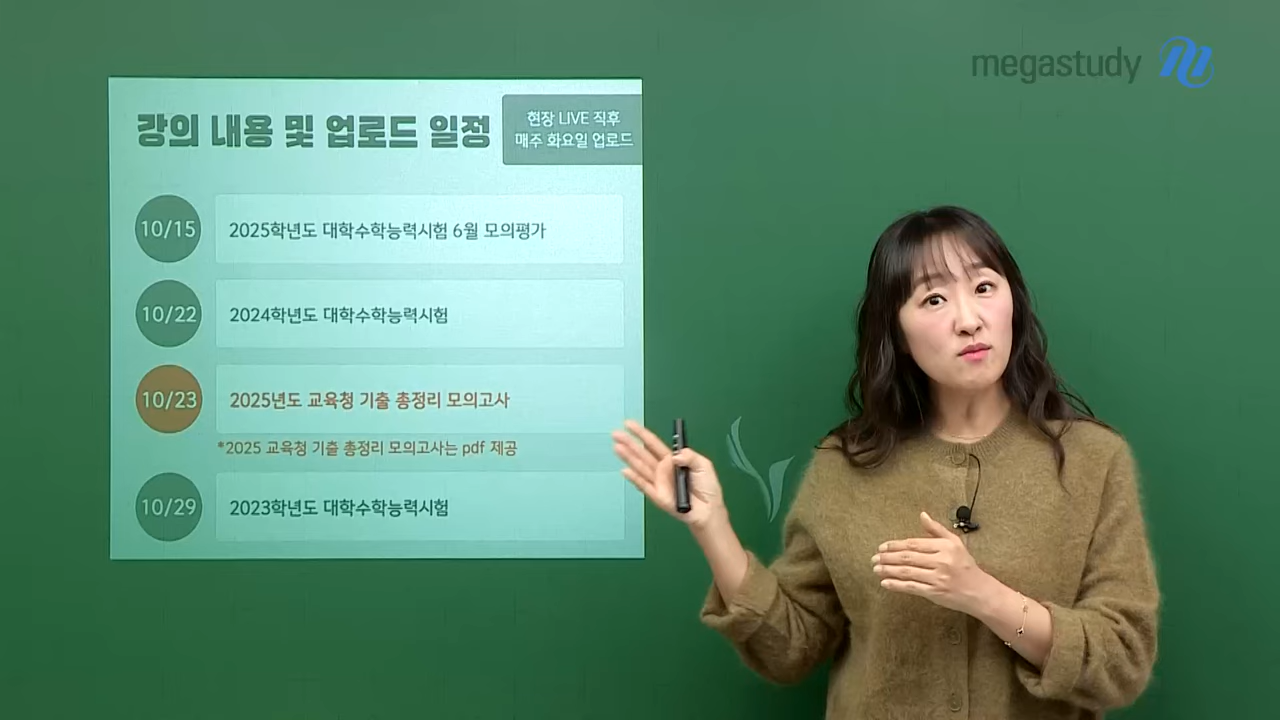 megastudy
강의 내용 및 업로드 일정
현장 LIVE 직후
매주 화요일 업로드
10/15
2025학년도 대학수학능력시험 6월 모의평가
10/22
2024학년도 대학수학능력시험
10/23
2025년도 교육청 기출 총정리 모의고사
*2025 교육청 기출 총정리 모의고사는 pdf 제공
10/29
2023학년도 대학수학능력시험